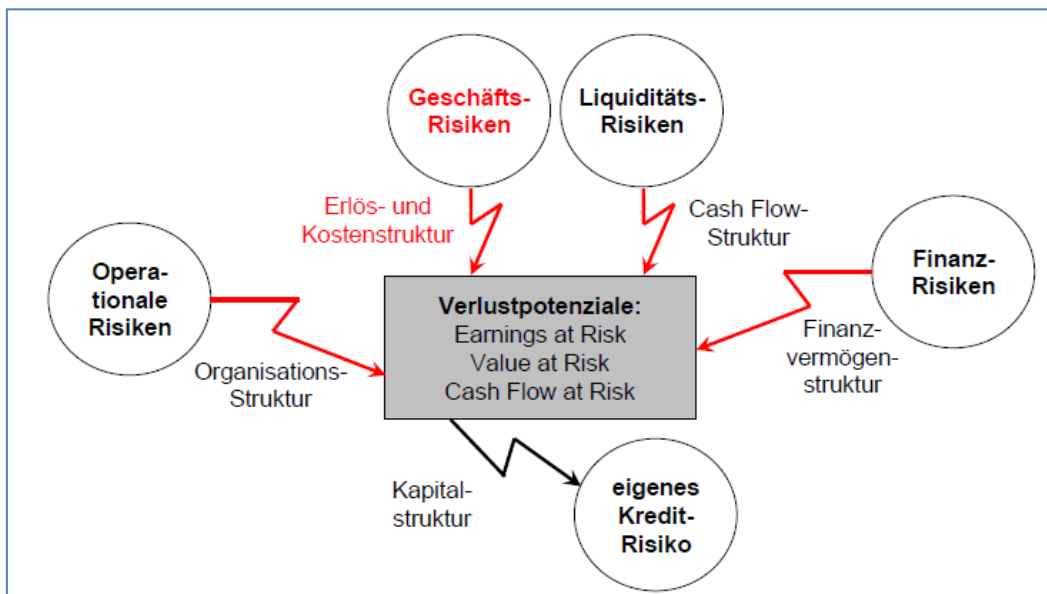 Geschäfts-
Risiken
Liquiditäts-
Risiken
Erlös- und
Kostenstruktur
Cash Flow-
Struktur
Opera-
tionale
Risiken
Finanz-
Risiken
Verlustpotenziale:
Earnings at Risk
Value at Risk
Cash Flow at Risk
Organisations-
Struktur
Finanz-
vermögen-
struktur
Kapital-
struktur
eigenes
Kredit-
Risiko